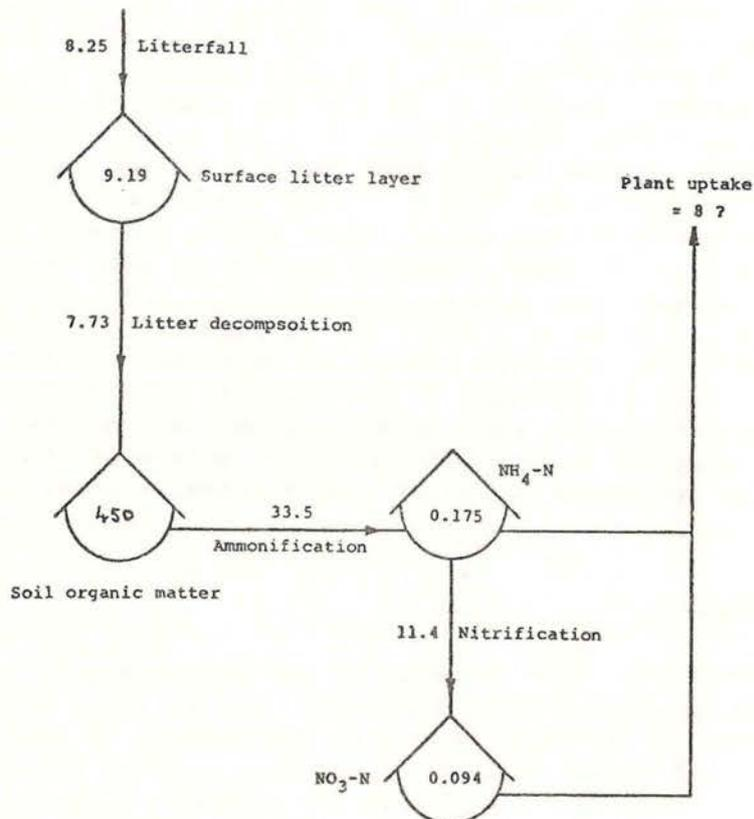 8.25 Litterfall
9.19 Surface litter layer
Plant uptake
= 8 ?
7.73 Litter decompsoition
450
33.5
Ammonification
NH4-N
0.175
Soil organic matter
11.4 Nitrification
NO3-N
0.094